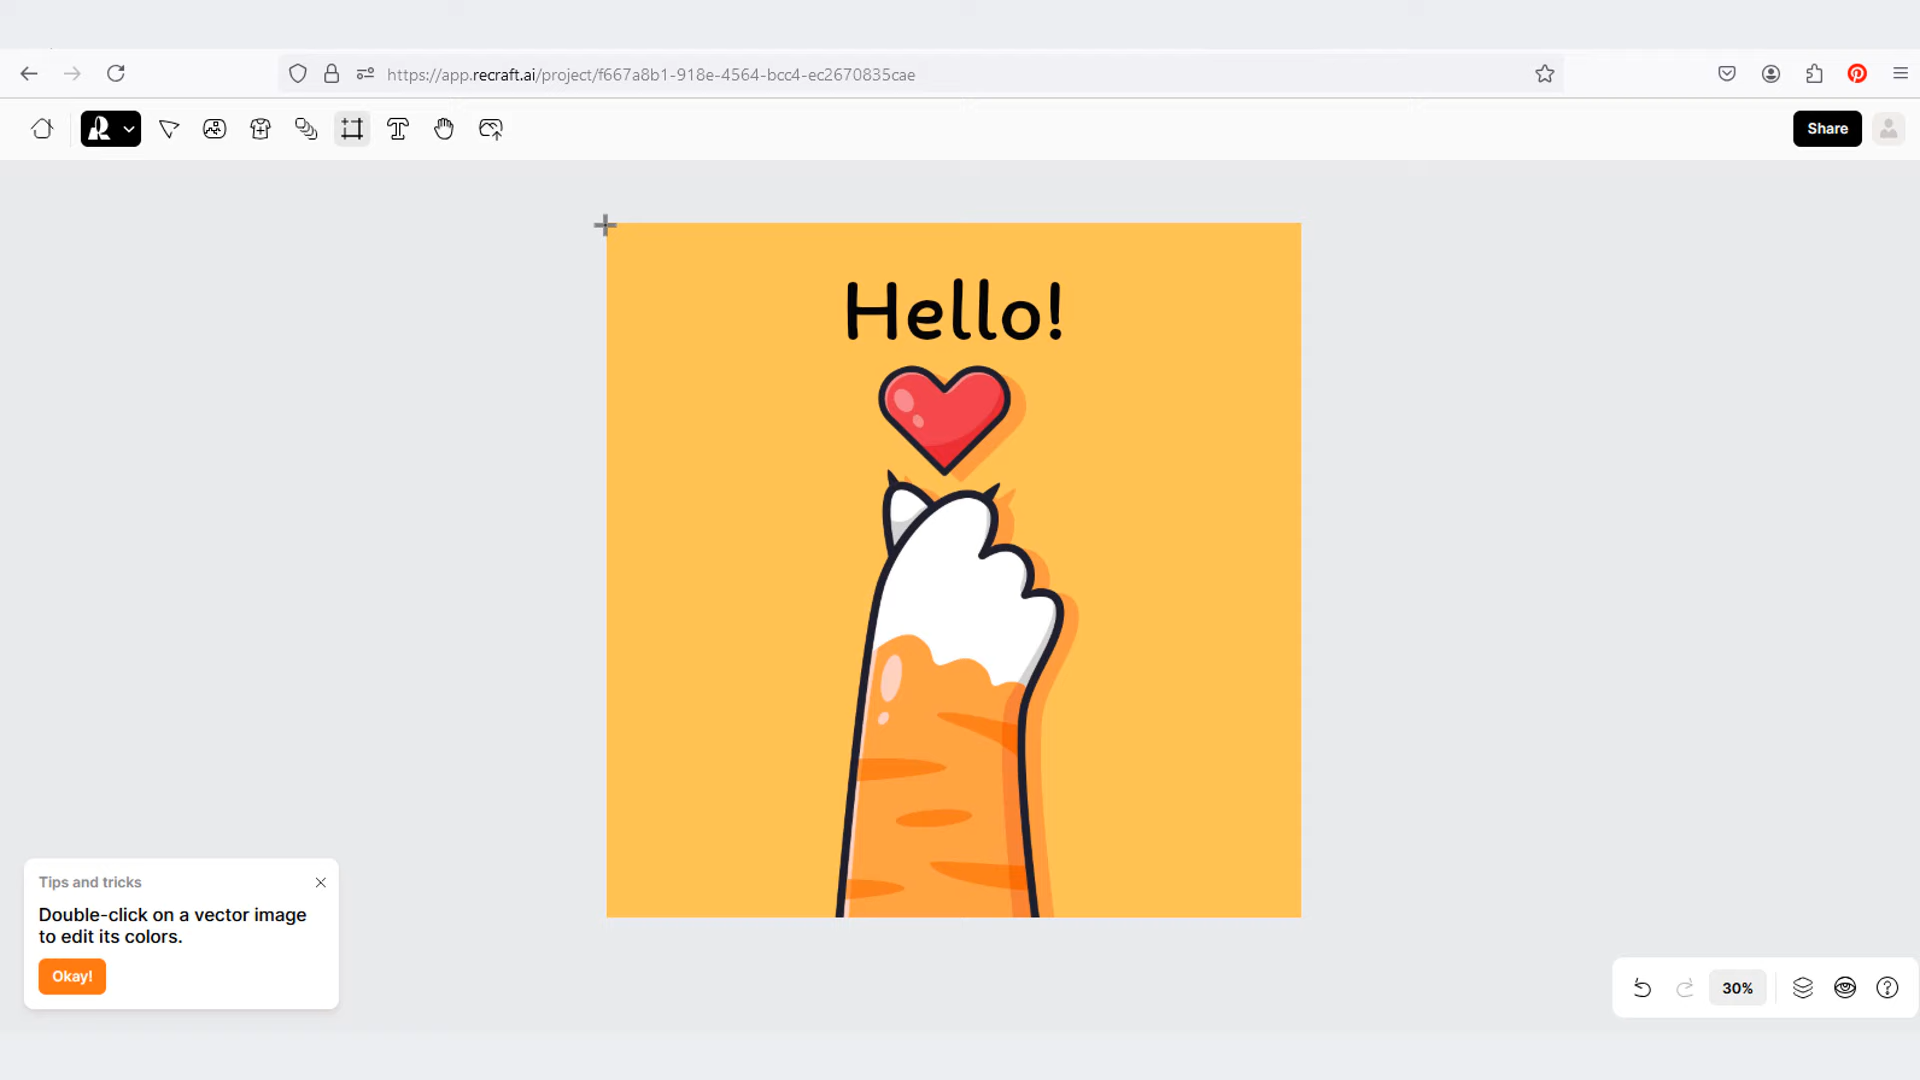 https://app.recraft.ai/project/f667a8b1-918e-4564-bcc4-ec2670835cae
Share
Hello!
Tips and tricks
Double-click on a vector image
to edit its colors.
Okay!
30%